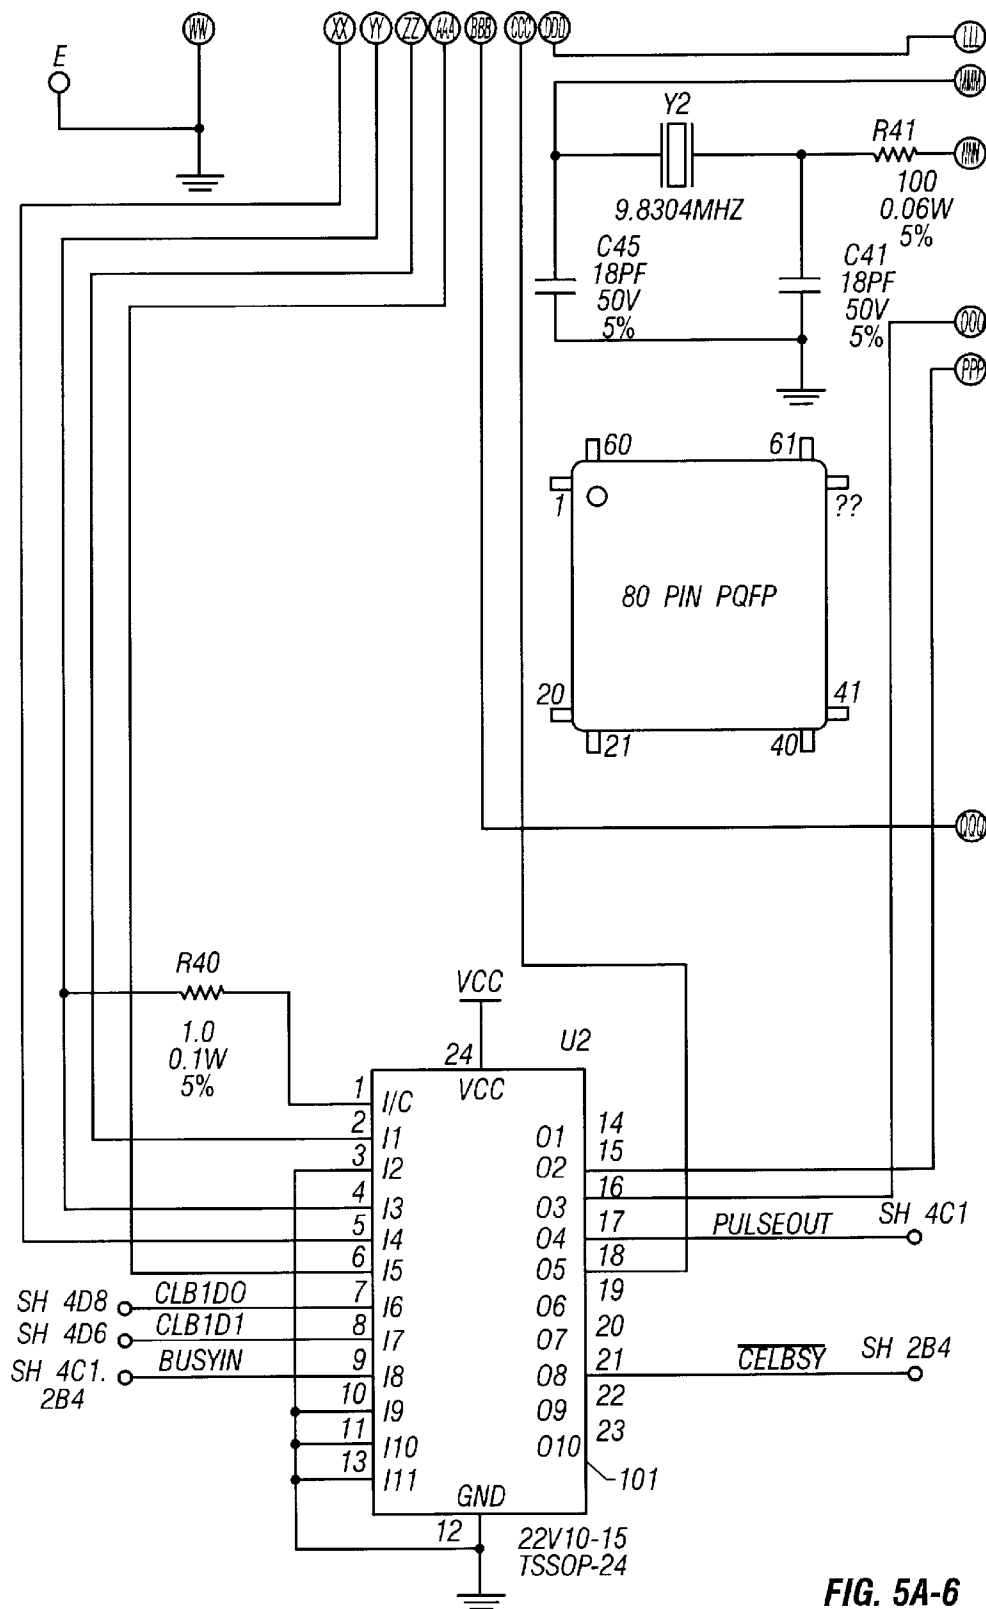 E
WW
XX
YY
ZZ
AAA
BBB
CCC
DDD
LLL
MMM
Y2
9.8304MHZ
R41
100
0.06W
5%
NNN
C45
18PF
50V
5%
C41
18PF
50V
5%
OOO
PPP
60
61
1
??
80 PIN PQFP
20
41
21
40
QQQ
R40
1.0
0.1W
5%
VCC
U2
24
VCC
1 I/C
2 I1
3 I2
4 I3
5 I4
6 I5
SH 4D8 CLB1D0 7 I6
SH 4D6 CLB1D1 8 I7
SH 4C1. BUSYIN 9 I8
2B4
10 I9
11 I10
13 I11
O1 14
O2 15
O3 16
O4 17 PULSEOUT SH 4C1
O5 18
O6 19
O7 20
O8 21 CELBSY SH 2B4
O9 22
O10 23
101
GND
12
22V10-15
TSSOP-24
FIG. 5A-6